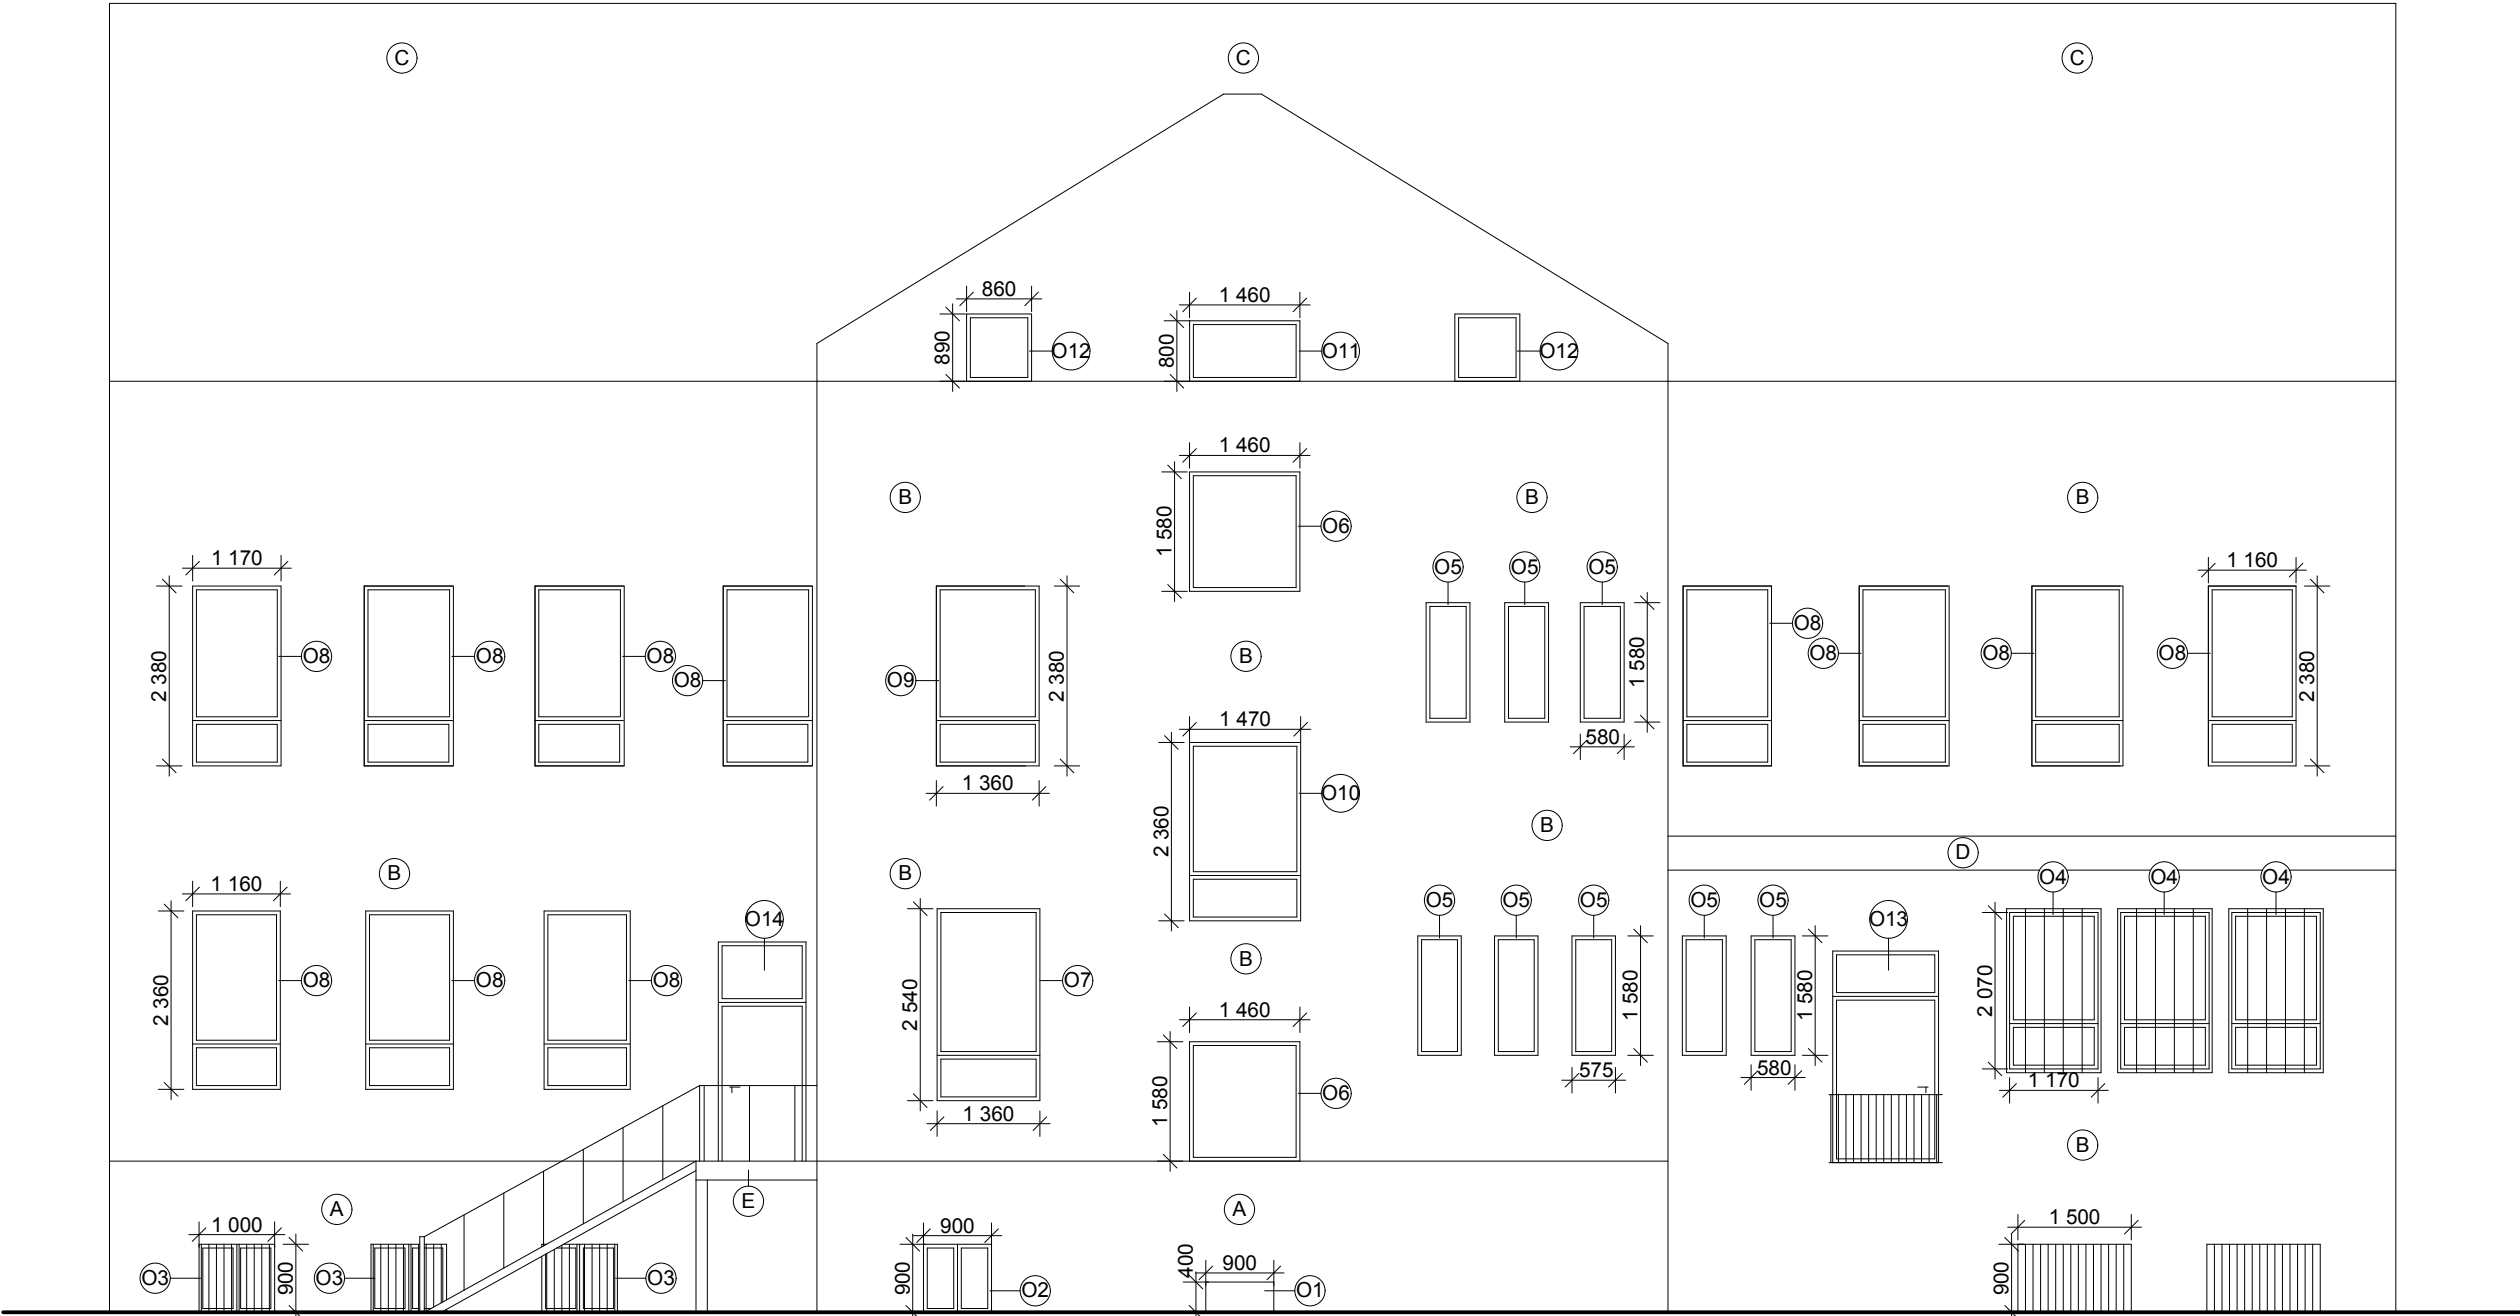 C C C
860
1 460
890
O12
800
O11
O12
1 460
B B B
1 580
O6
1 170
O5 O5 O5
1 160
2 380
O8 O8 O8 O8
O9
2 380
B
1 580
O8 O8 O8 O8
2 380
1 470
580
1 360
2 360
O10
B
D
B B
1 160
O4 O4 O4
O14
O5 O5 O5 O5 O5
O13
2 360
O8 O8 O8
2 540
O7
B
1 580
1 580
2 070
1 460
575
580
1 170
1 580
O6
1 360
B
E
A A
1 000
900
1 500
O3 O3 O3
900
900
O2
400
900
O1
900